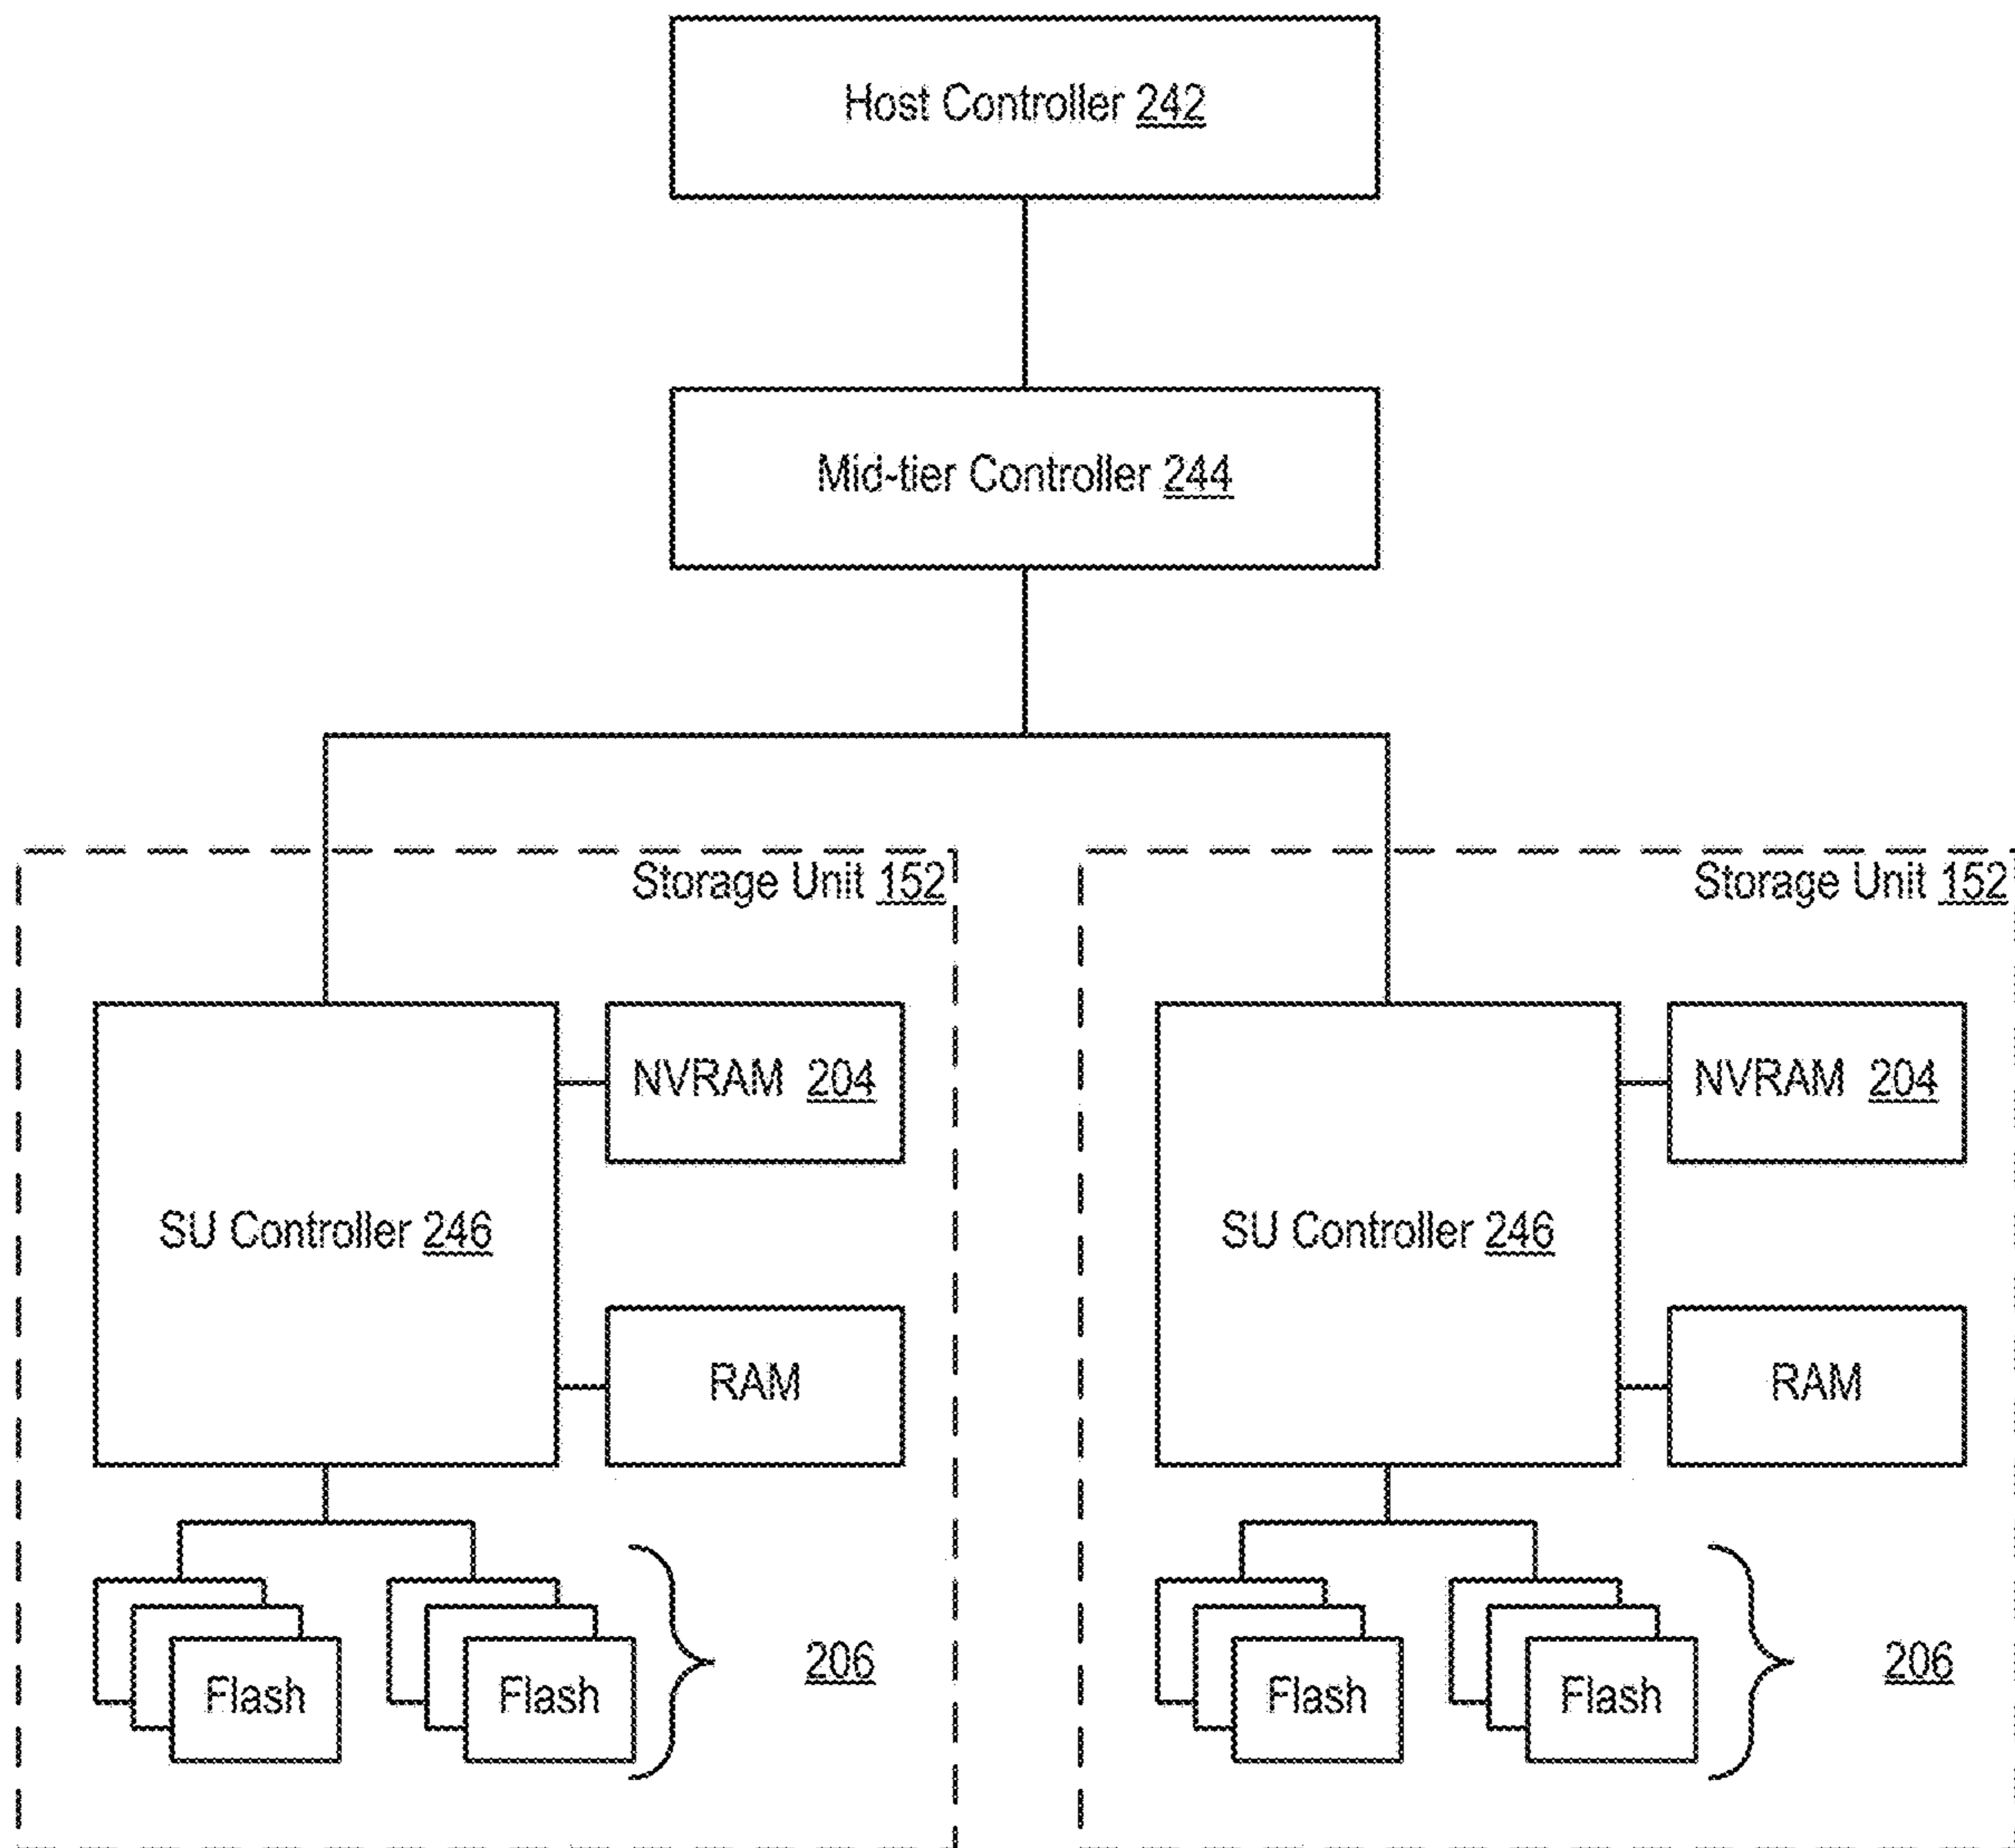 Host Controller 242
Mid-tier Controller 244
Storage Unit 152
Storage Unit 152
NVRAM 204
NVRAM 204
SU Controller 246
SU Controller 246
RAM
RAM
Flash
Flash
206
Flash
Flash
206